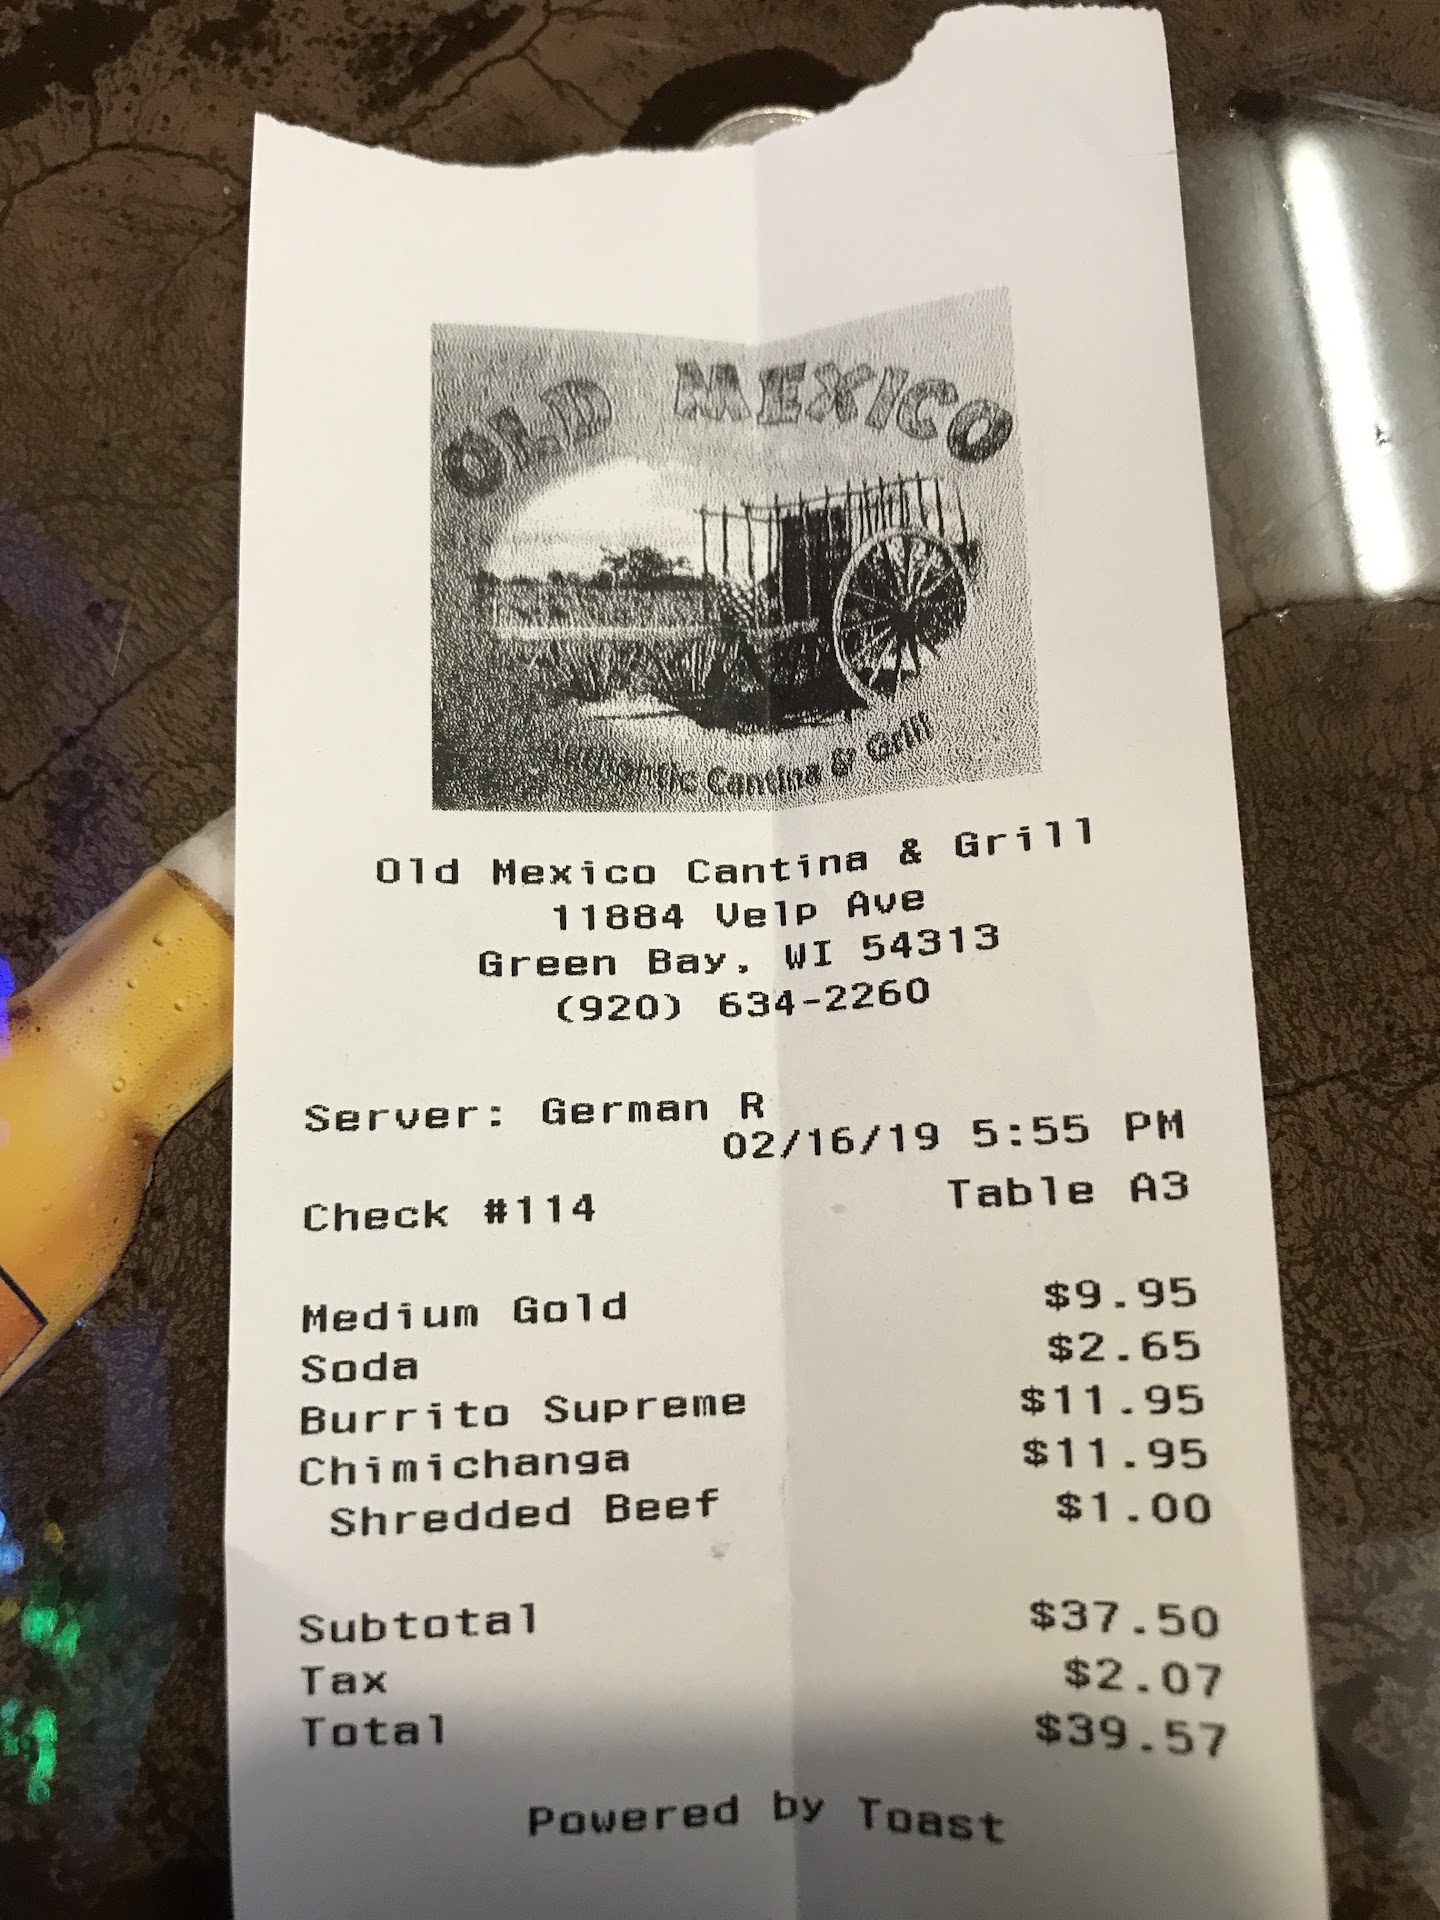 OLD MEXICO
Authentic Cantina & Grill
Old Mexico Cantina & Grill
11884 Velp Ave
Green Bay, WI 54313
(920) 634-2260
Server: German R
02/16/19 5:55 PM
Check #114 Table A3
Medium Gold $9.95
Soda $2.65
Burrito Supreme $11.95
Chimichanga $11.95
Shredded Beef $1.00
Subtotal $37.50
Tax $2.07
Total $39.57
Powered by Toast